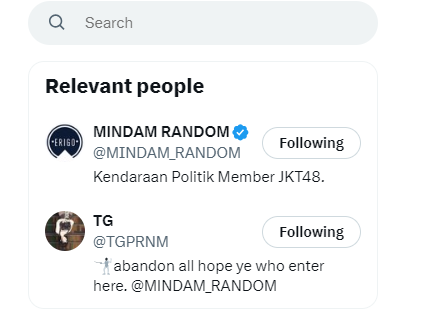 Search
Relevant people
ERIGO
MINDAM RANDOM
@MINDAM_RANDOM
Following
Kendaraan Politik Member JKT48.
TG
@TGPRNM
Following
abandon all hope ye who enter
here. @MINDAM_RANDOM